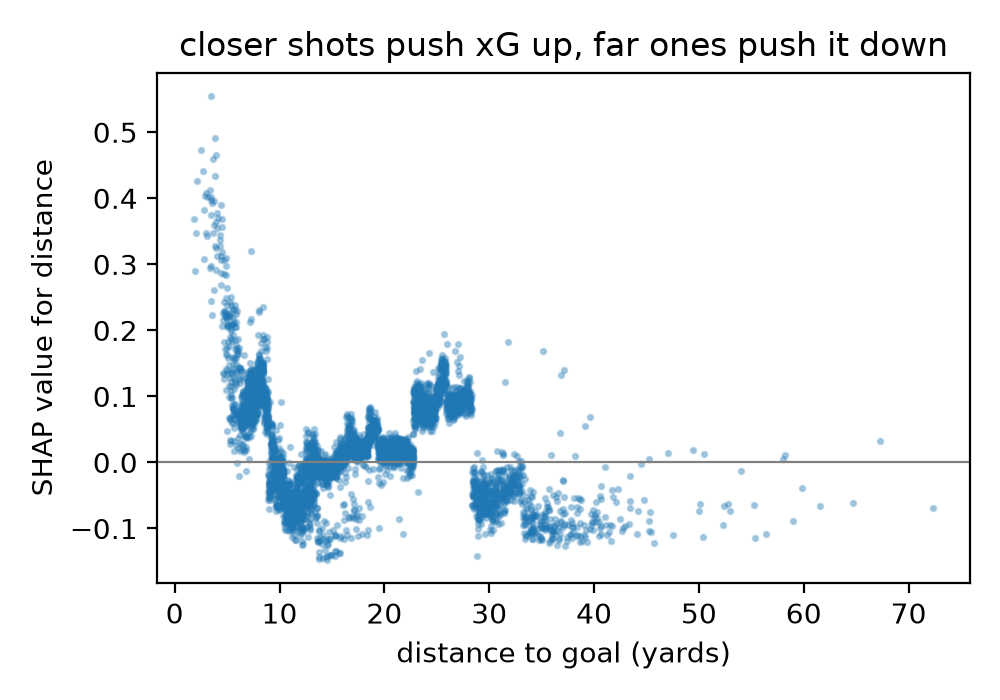 closer shots push xG up, far ones push it down
SHAP value for distance
0.5
0.4
0.3
0.2
0.1
0.0
−0.1
0 10 20 30 40 50 60 70
distance to goal (yards)